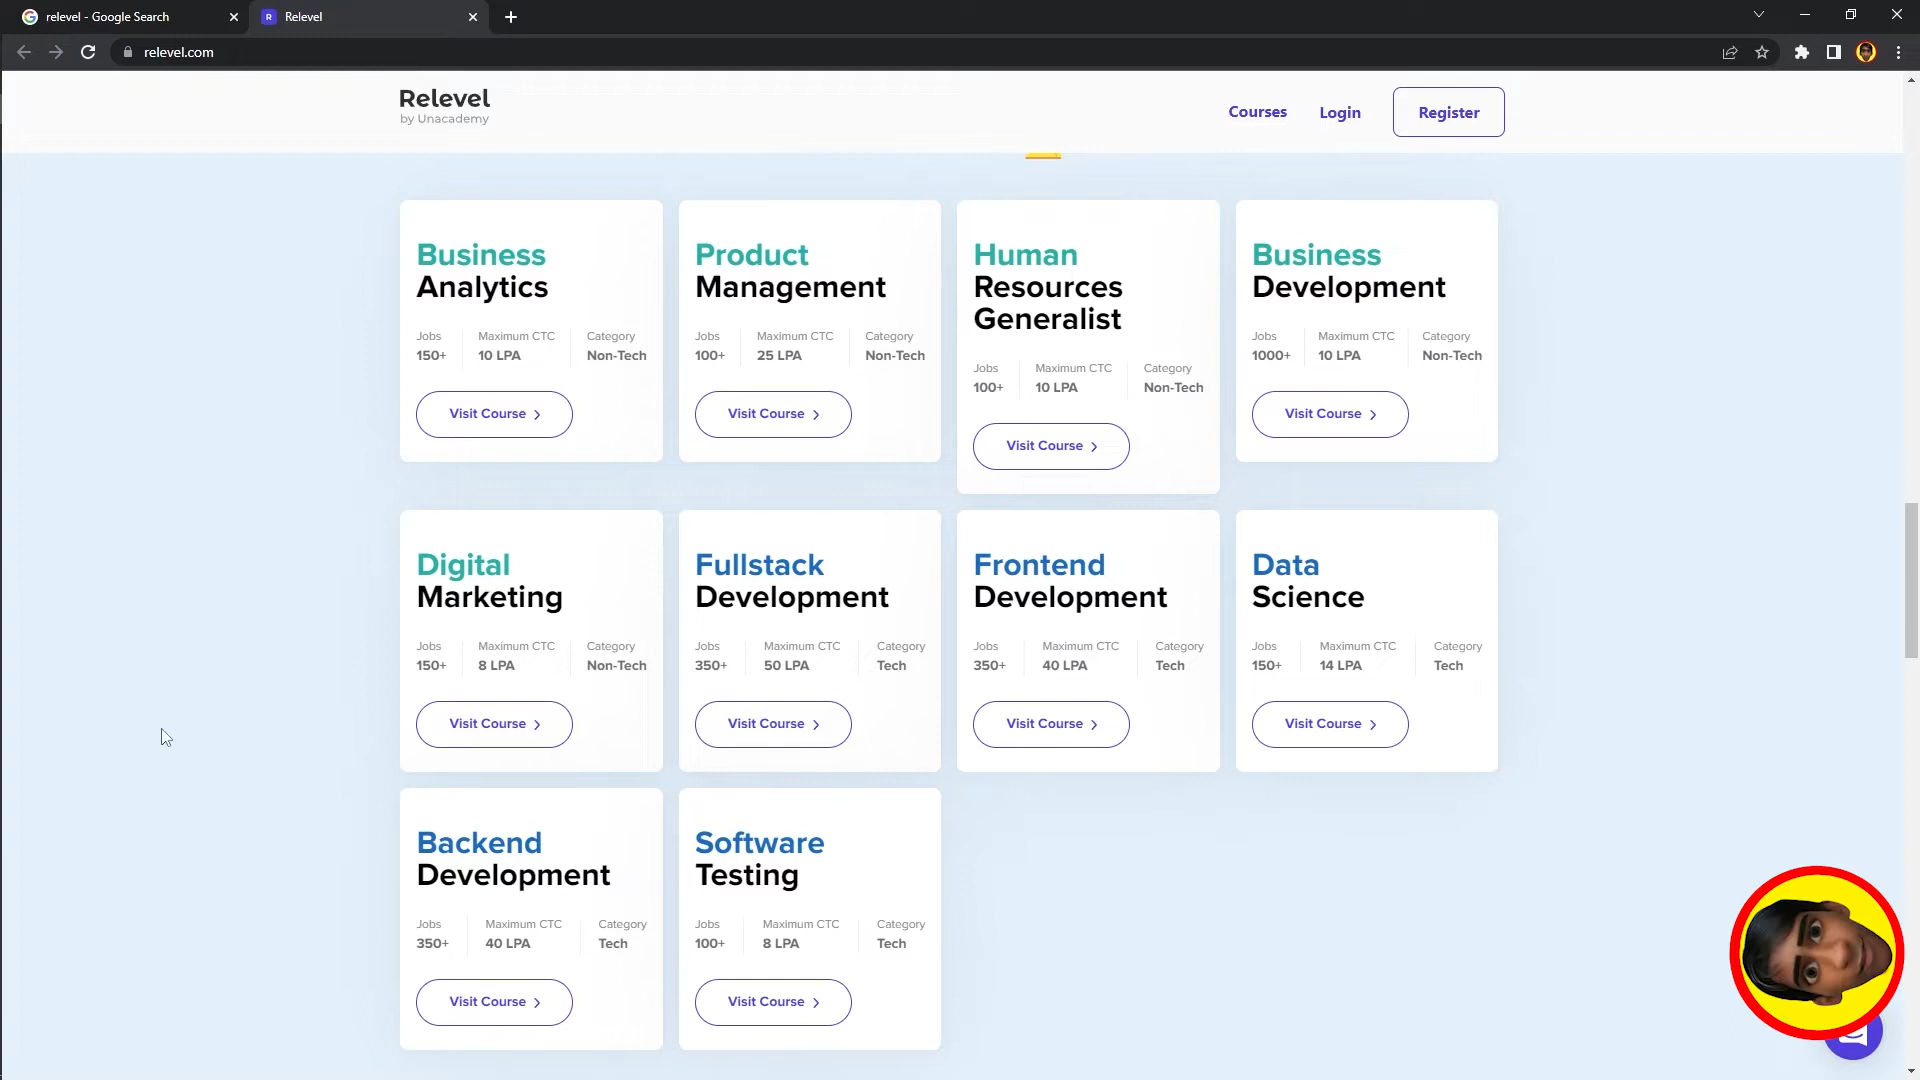 relevel - Google Search
Relevel
relevel.com
Relevel
by Unacademy
Courses
Login
Register
Business
Analytics
Jobs Maximum CTC Category
150+ 10 LPA Non-Tech
Visit Course
Product
Management
Jobs Maximum CTC Category
100+ 25 LPA Non-Tech
Visit Course
Human
Resources
Generalist
Jobs Maximum CTC Category
100+ 10 LPA Non-Tech
Visit Course
Business
Development
Jobs Maximum CTC Category
1000+ 10 LPA Non-Tech
Visit Course
Digital
Marketing
Jobs Maximum CTC Category
150+ 8 LPA Non-Tech
Visit Course
Fullstack
Development
Jobs Maximum CTC Category
350+ 50 LPA Tech
Visit Course
Frontend
Development
Jobs Maximum CTC Category
350+ 40 LPA Tech
Visit Course
Data
Science
Jobs Maximum CTC Category
150+ 14 LPA Tech
Visit Course
Backend
Development
Jobs Maximum CTC Category
350+ 40 LPA Tech
Visit Course
Software
Testing
Jobs Maximum CTC Category
100+ 8 LPA Tech
Visit Course